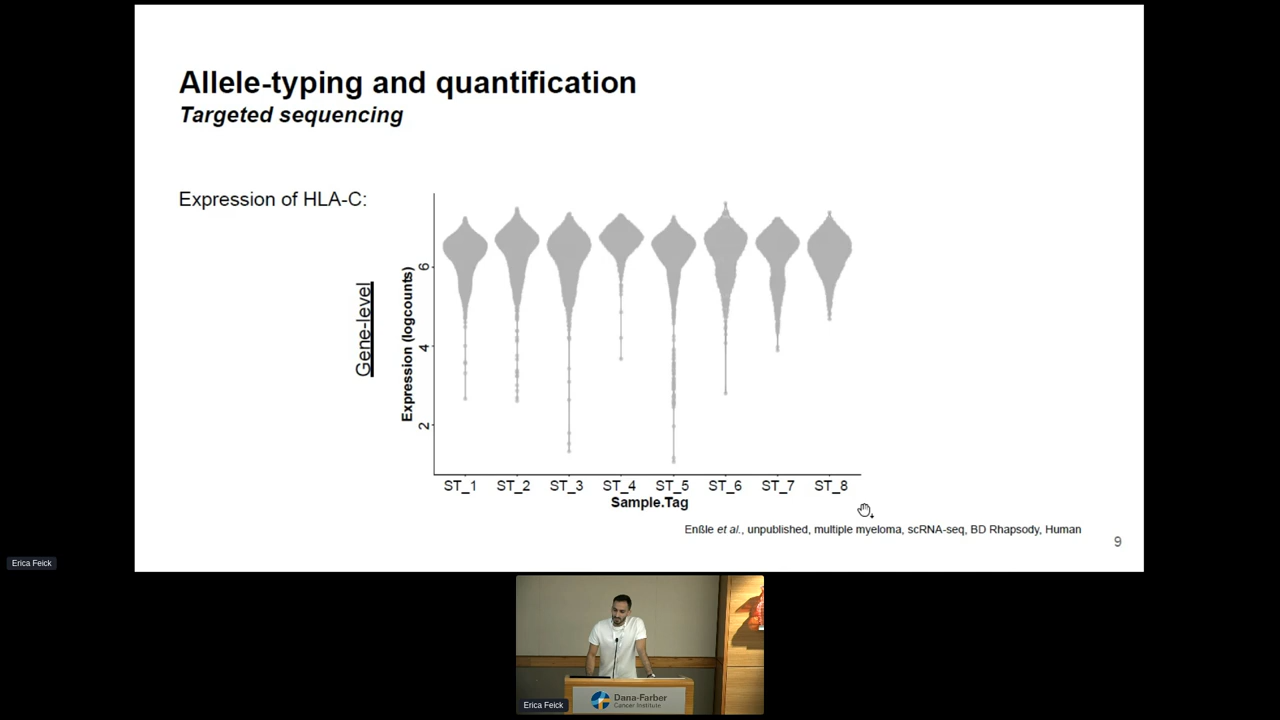 Allele-typing and quantification
Targeted sequencing
Expression of HLA-C:
Gene-level
Expression (logcounts)
6
4
2
ST_1 ST_2 ST_3 ST_4 ST_5 ST_6 ST_7 ST_8
Sample.Tag
Enßle et al., unpublished, multiple myeloma, scRNA-seq, BD Rhapsody, Human
9
Erica Feick
Erica Feick
Dana-Farber
Cancer Institute